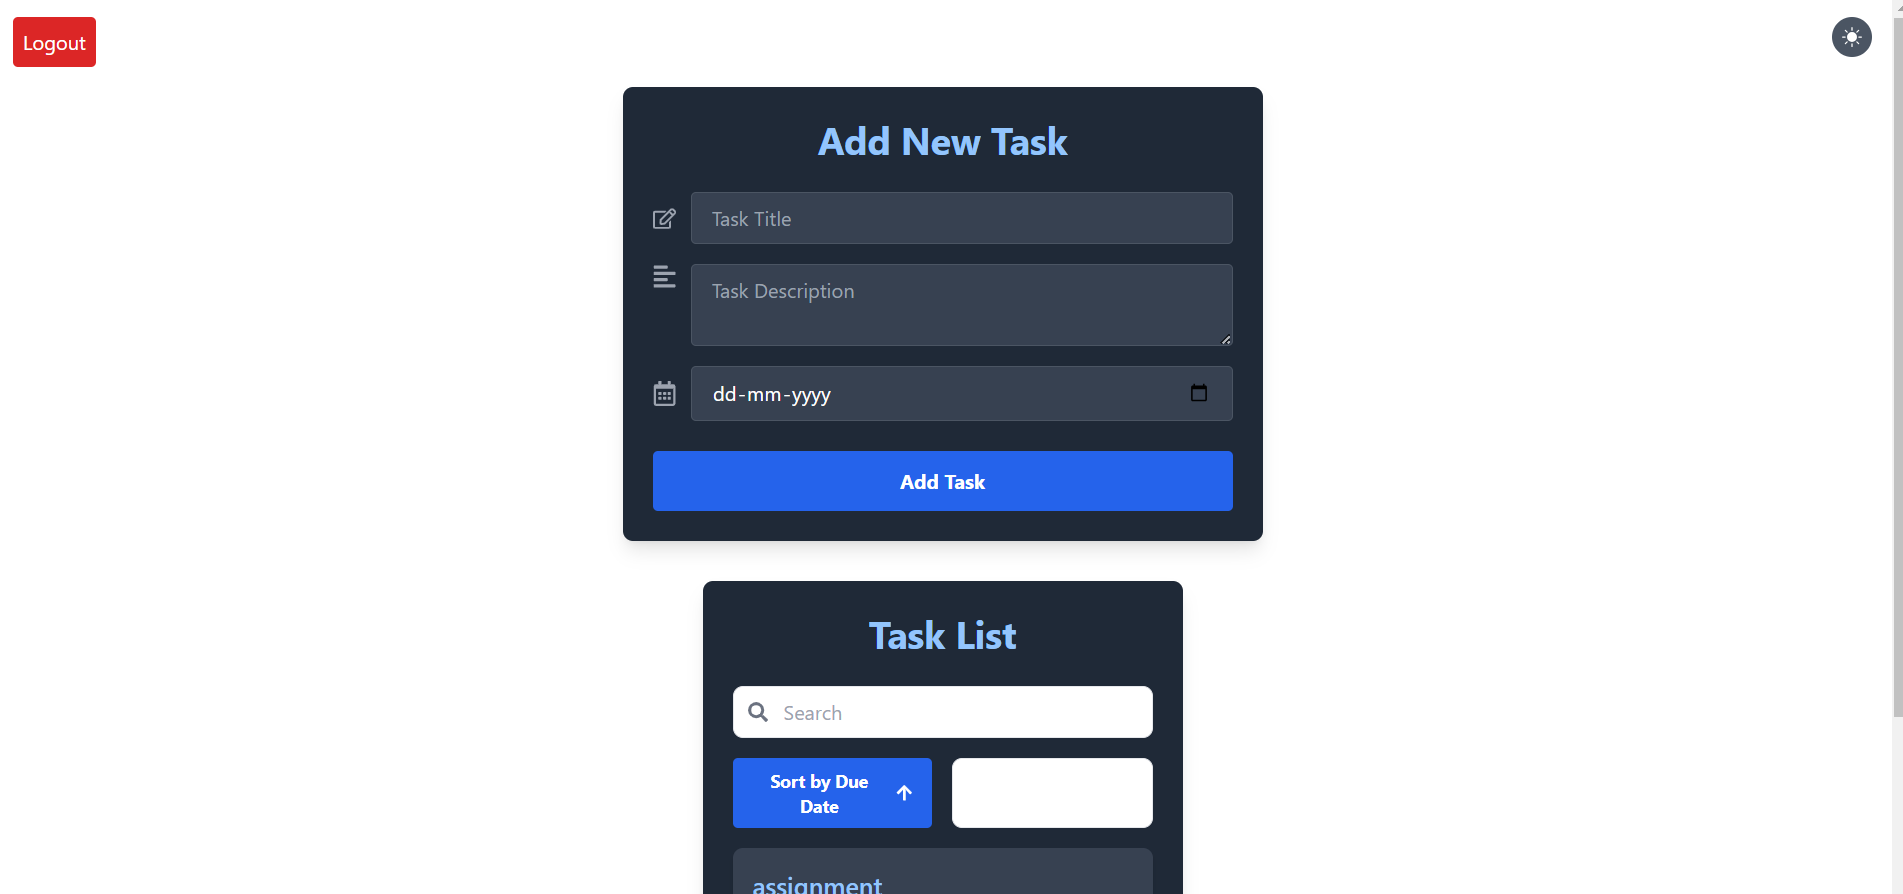 Logout
Add New Task
Task Title
Task Description
dd-mm-yyyy
Add Task
Task List
Search
Sort by Due
Date
assignment